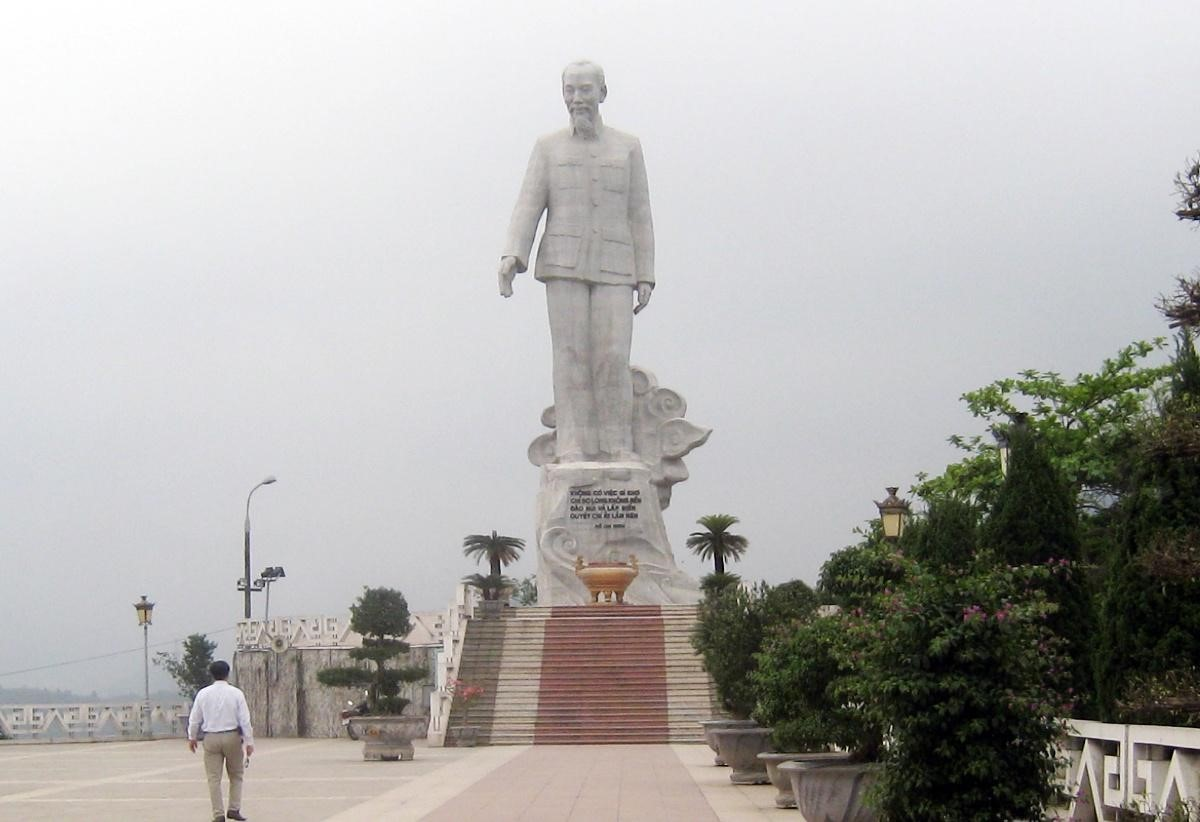 KHÔNG CÓ VIỆC GÌ KHÓ
CHỈ SỢ LÒNG KHÔNG BỀN
ĐÀO NÚI VÀ LẤP BIỂN
QUYẾT CHÍ ẮT LÀM NÊN
HỒ CHÍ MINH